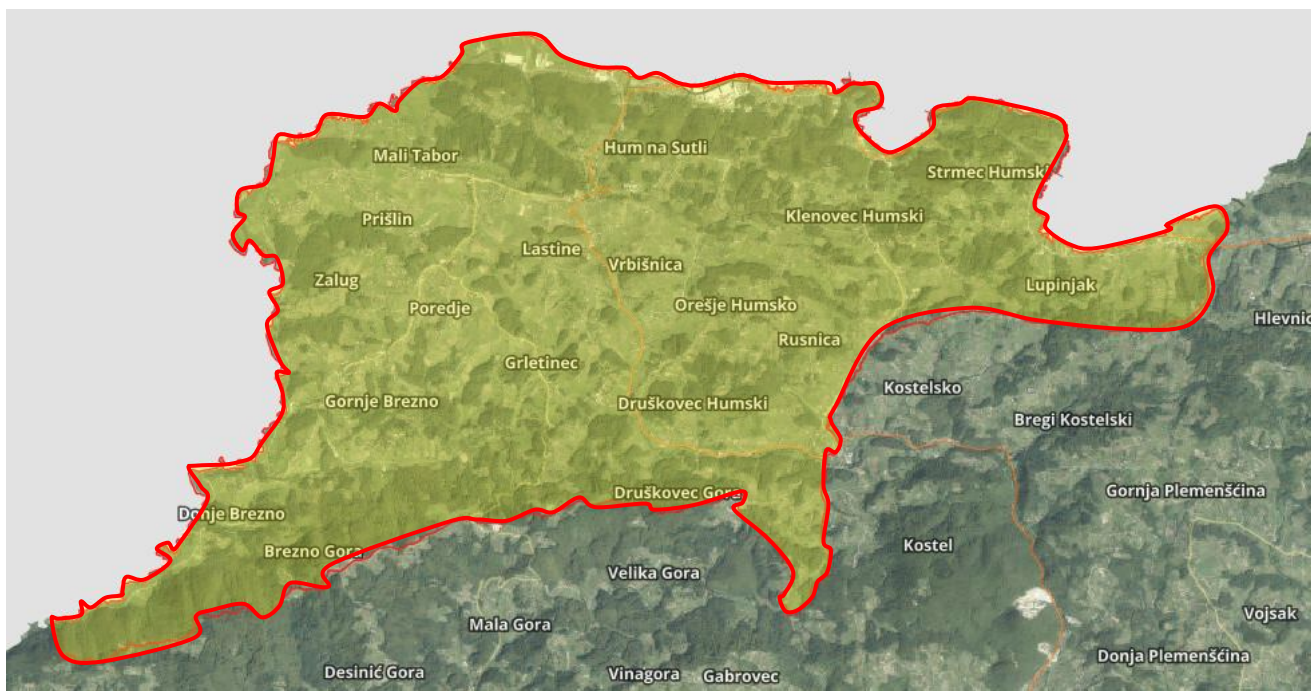 Hum na Sutli
Mali Tabor
Strmec Humski
Prišlin
Klenovec Humski
Lastine
Vrbišnica
Zalug
Lupinjak
Poredje
Orešje Humsko
Hlevnic
Rusnica
Grletinec
Kostelsko
Gornje Brezno
Druškovec Humski
Bregi Kostelski
Druškovec Gora
Gornja Plemenšćina
Donje Brezno
Brezno Gora
Kostel
Velika Gora
Vojsak
Mala Gora
Donja Plemenšćina
Desinić Gora
Vinagora
Gabrovec